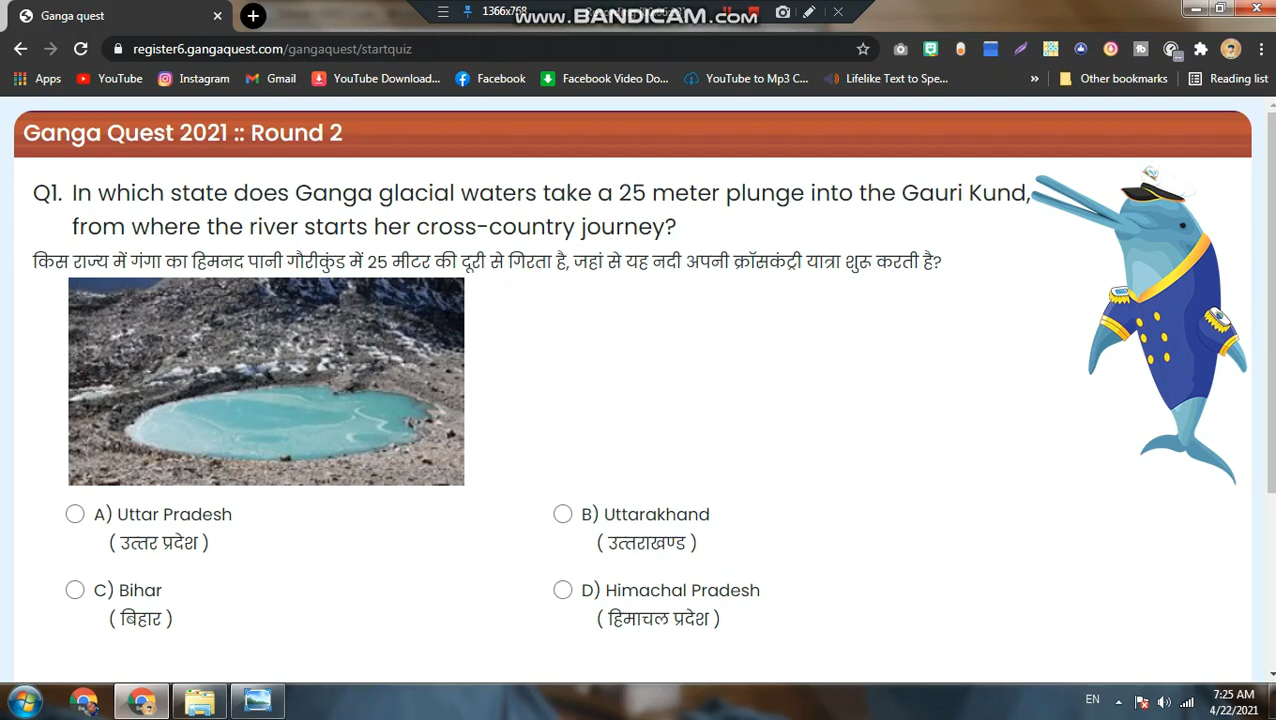 Ganga quest
1366x768
www.BANDICAM.com
register6.gangaquest.com/gangaquest/startquiz
Apps YouTube Instagram Gmail YouTube Download... Facebook Facebook Video Do... YouTube to Mp3 C... Lifelike Text to Spe... » Other bookmarks Reading list
Ganga Quest 2021 :: Round 2
Q1. In which state does Ganga glacial waters take a 25 meter plunge into the Gauri Kund,
from where the river starts her cross-country journey?
किस राज्य में गंगा का हिमनद पानी गौरीकुंड में 25 मीटर की दूरी से गिरता है, जहां से यह नदी अपनी क्रॉसकंट्री यात्रा शुरू करती है?
A) Uttar Pradesh
( उत्तर प्रदेश )
B) Uttarakhand
( उत्तराखण्ड )
C) Bihar
( बिहार )
D) Himachal Pradesh
( हिमाचल प्रदेश )
EN
7:25 AM
4/22/2021